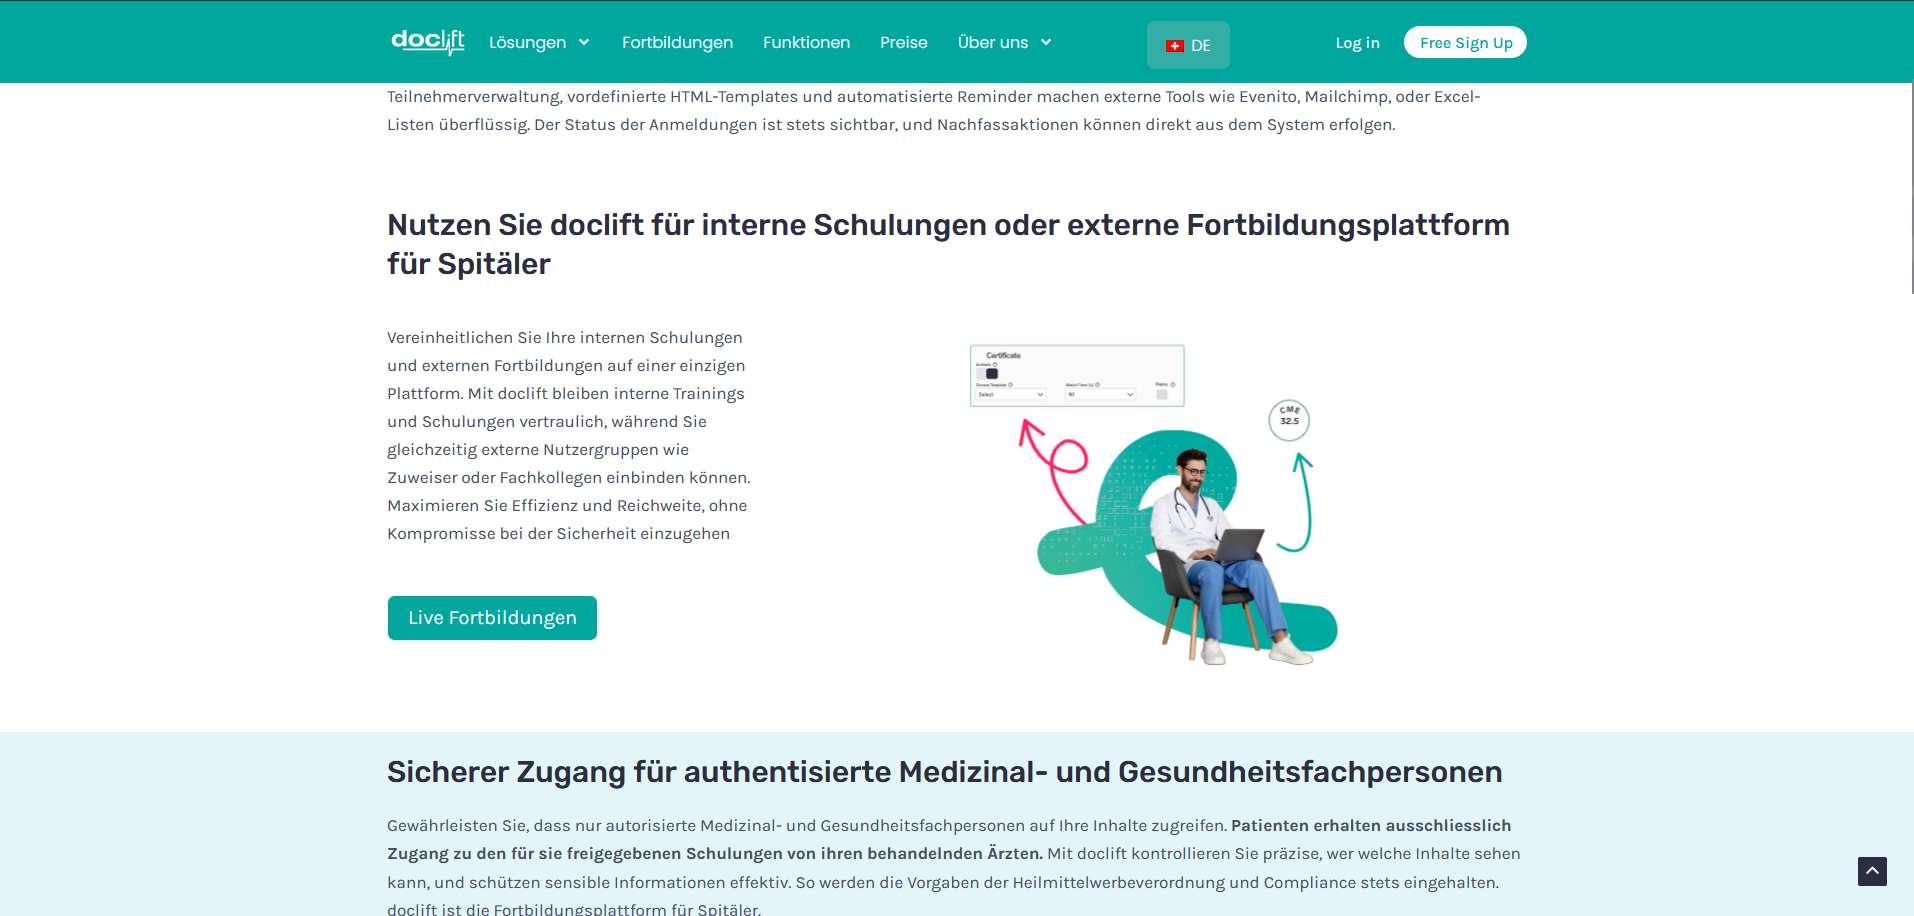 doclift Lösungen Fortbildungen Funktionen Preise Über uns DE Log in Free Sign Up
Teilnehmerverwaltung, vordefinierte HTML-Templates und automatisierte Reminder machen externe Tools wie Evenito, Mailchimp, oder Excel-
Listen überflüssig. Der Status der Anmeldungen ist stets sichtbar, und Nachfassaktionen können direkt aus dem System erfolgen.
Nutzen Sie doclift für interne Schulungen oder externe Fortbildungsplattform
für Spitäler
Vereinheitlichen Sie Ihre internen Schulungen
und externen Fortbildungen auf einer einzigen
Plattform. Mit doclift bleiben interne Trainings
und Schulungen vertraulich, während Sie
gleichzeitig externe Nutzergruppen wie
Zuweiser oder Fachkollegen einbinden können.
Maximieren Sie Effizienz und Reichweite, ohne
Kompromisse bei der Sicherheit einzugehen
Live Fortbildungen
Certificate
Activate
Choose Template Watch Time (%) Replay
Select 80
CME
32.5
Sicherer Zugang für authentisierte Medizinal- und Gesundheitsfachpersonen
Gewährleisten Sie, dass nur autorisierte Medizinal- und Gesundheitsfachpersonen auf Ihre Inhalte zugreifen. Patienten erhalten ausschliesslich
Zugang zu den für sie freigegebenen Schulungen von ihren behandelnden Ärzten. Mit doclift kontrollieren Sie präzise, wer welche Inhalte sehen
kann, und schützen sensible Informationen effektiv. So werden die Vorgaben der Heilmittelwerbeverordnung und Compliance stets eingehalten.
doclift ist die Fortbildungsplattform für Spitäler.